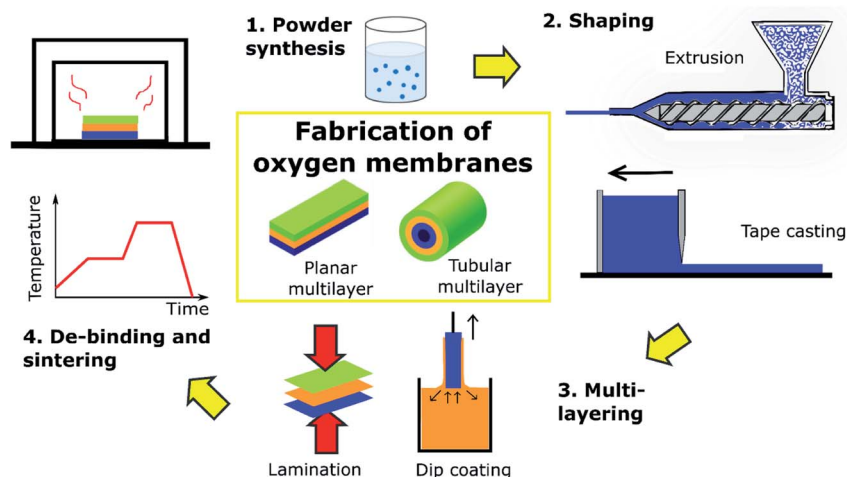 1. Powder
synthesis
2. Shaping
Extrusion
Fabrication of
oxygen membranes
Planar
multilayer
Tubular
multilayer
Tape casting
Temperature
Time
4. De-binding and
sintering
3. Multi-
layering
Lamination
Dip coating